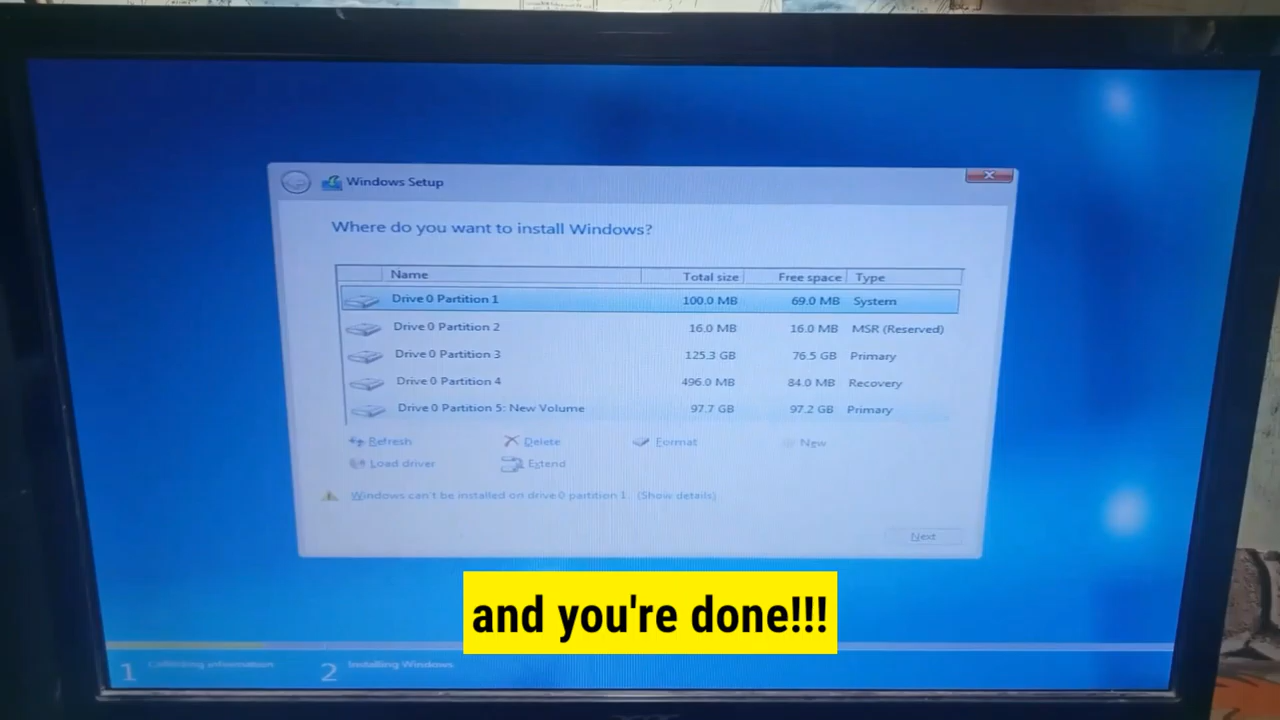 Windows Setup
Where do you want to install Windows?
Name Total size Free space Type
Drive 0 Partition 1 100.0 MB 69.0 MB System
Drive 0 Partition 2 16.0 MB 16.0 MB MSR (Reserved)
Drive 0 Partition 3 125.3 GB 76.5 GB Primary
Drive 0 Partition 4 496.0 MB 84.0 MB Recovery
Drive 0 Partition 5: New Volume 97.7 GB 97.2 GB Primary
Refresh Delete Format New
Load driver Extend
Windows can't be installed on drive 0 partition 1. (Show details)
Next
and you're done!!!
1 Collecting information 2 Installing Windows